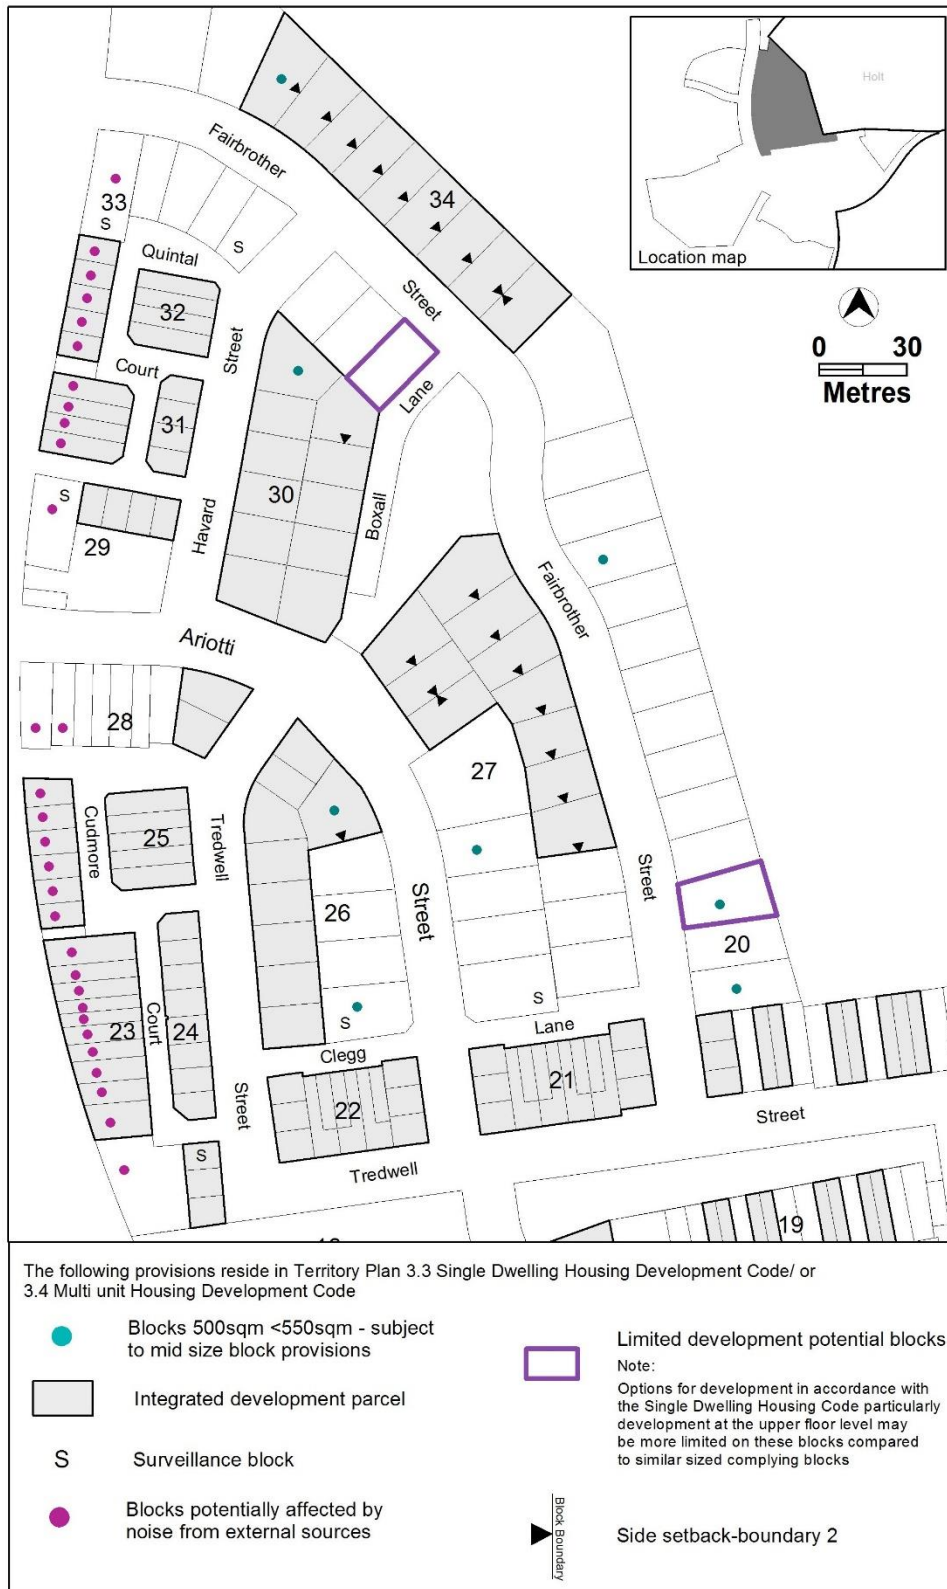 Holt
Location map
0 30
Metres
Fairbrother
34
33
S
S
Quintal
Street
32
Street
Court
Lane
31
30
Havard
Boxall
S
29
Fairbrother
Ariotti
28
27
Cudmore
25
Tredwell
26
Street
Street
20
S
S
Lane
23
Court
24
Clegg
21
22
Street
Street
S
Tredwell
19
The following provisions reside in Territory Plan 3.3 Single Dwelling Housing Development Code/ or
3.4 Multi unit Housing Development Code
Blocks 500sqm <550sqm - subject
to mid size block provisions
Integrated development parcel
S Surveillance block
Blocks potentially affected by
noise from external sources
Limited development potential blocks
Note:
Options for development in accordance with
the Single Dwelling Housing Code particularly
development at the upper floor level may
be more limited on these blocks compared
to similar sized complying blocks
Block Boundary
Side setback-boundary 2